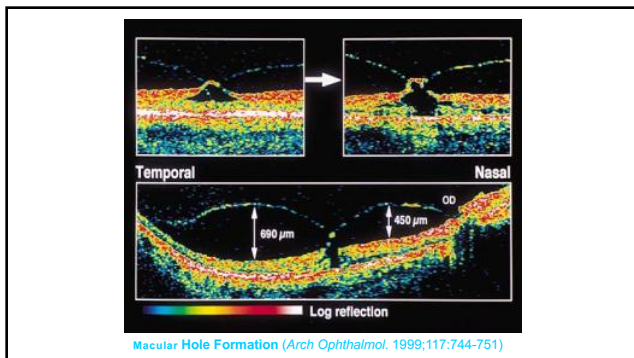 Temporal
Nasal
OD
690 µm
450 µm
Log reflection
Macular Hole Formation (Arch Ophthalmol. 1999;117:744-751)